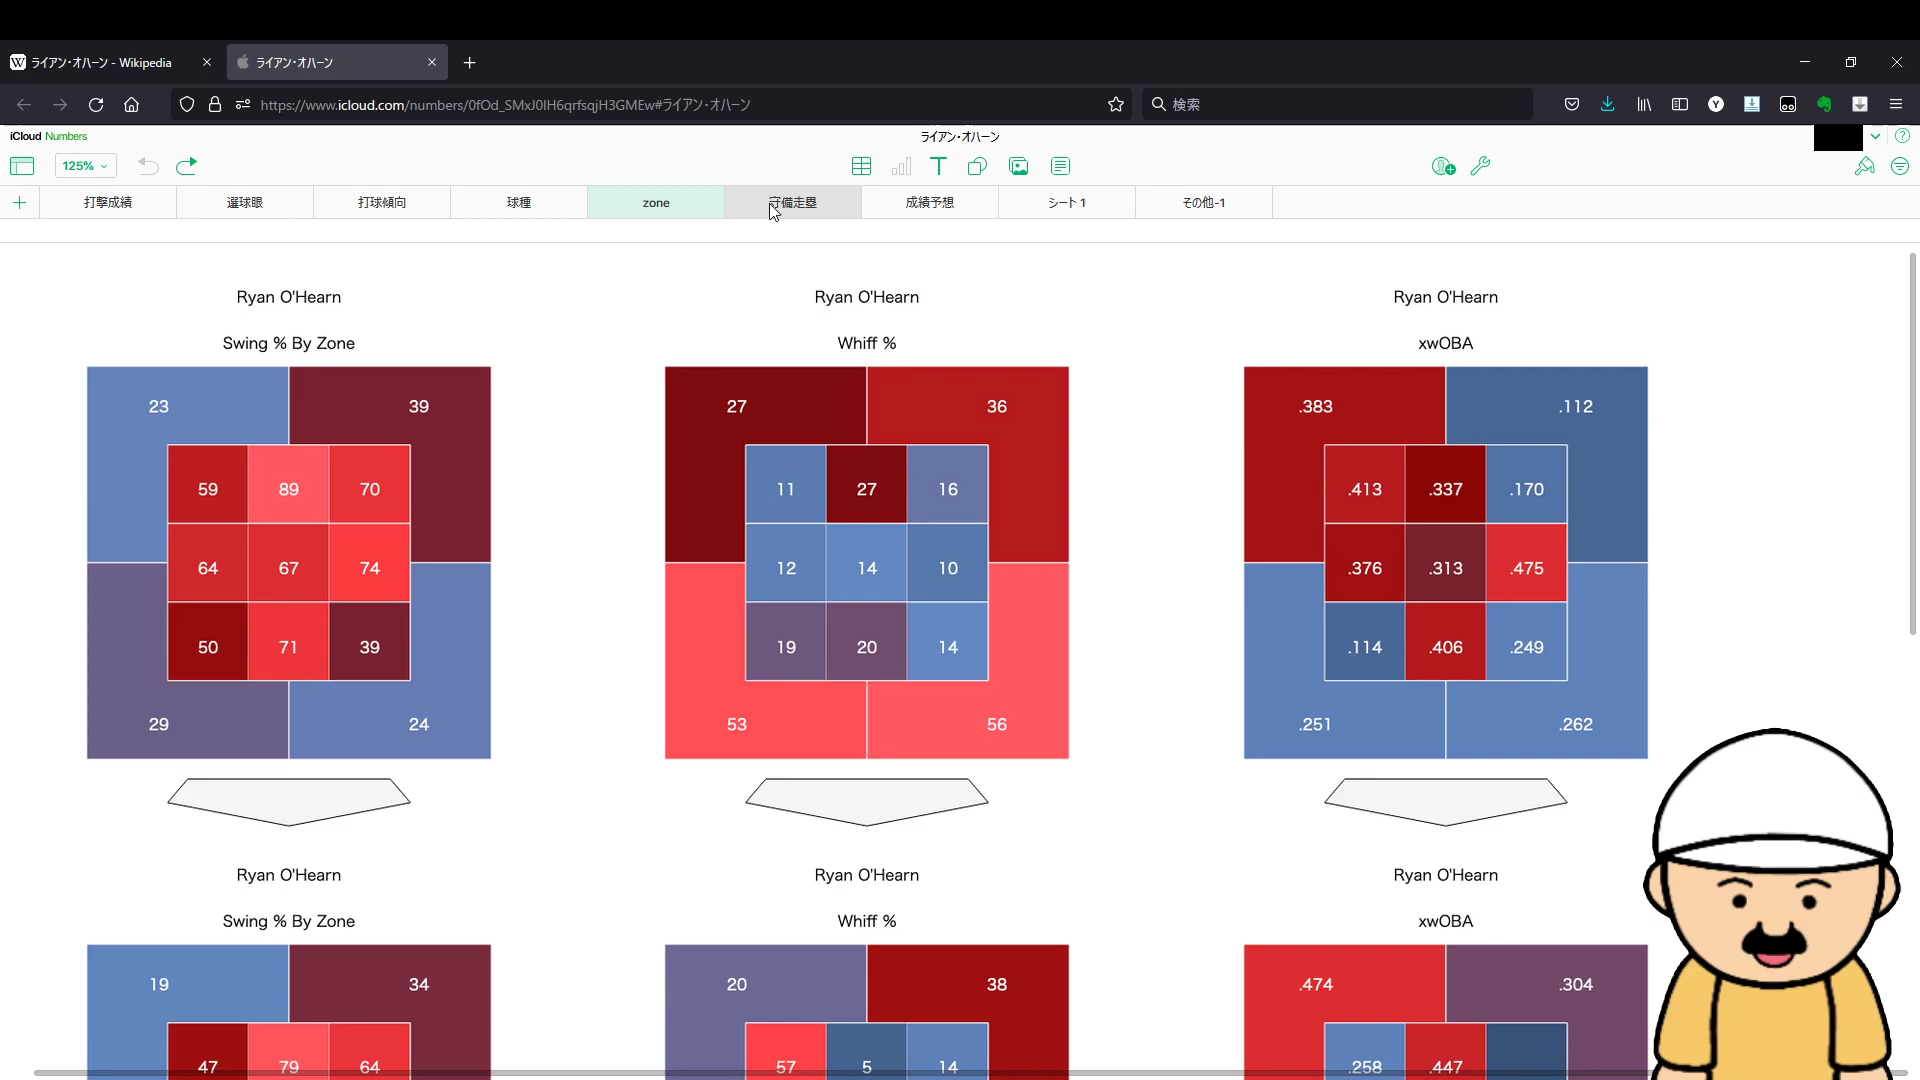 ライアン・オハーン - Wikipedia
ライアン・オハーン
https://www.icloud.com/numbers/0fOd_SMxJ0IH6qrfsqjH3GMEw#ライアン・オハーン
検索
iCloud Numbers
ライアン・オハーン
125%
打撃成績
選球眼
打球傾向
球種
zone
守備走塁
成績予想
シート 1
その他-1
Ryan O'Hearn
Swing % By Zone
23
39
59 89 70
64 67 74
50 71 39
29
24
Ryan O'Hearn
Whiff %
27
36
11 27 16
12 14 10
19 20 14
53
56
Ryan O'Hearn
xwOBA
.383
.112
.413 .337 .170
.376 .313 .475
.114 .406 .249
.251
.262
Ryan O'Hearn
Swing % By Zone
19
34
47 79 64
Ryan O'Hearn
Whiff %
20
38
57 5 14
Ryan O'Hearn
xwOBA
.474
.304
.258 .447